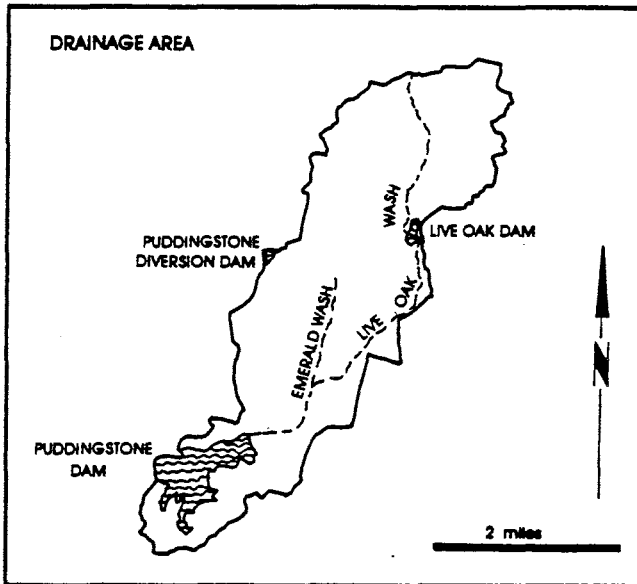 DRAINAGE AREA
WASH
LIVE OAK DAM
PUDDINGSTONE
DIVERSION DAM
OAK
LIVE
EMERALD WASH
PUDDINGSTONE
DAM
N
2 miles